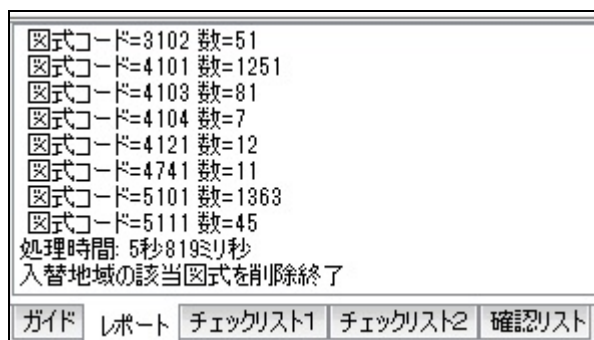 図式コード=3102 数=51
図式コード=4101 数=1251
図式コード=4103 数=81
図式コード=4104 数=7
図式コード=4121 数=12
図式コード=4741 数=11
図式コード=5101 数=1363
図式コード=5111 数=45
処理時間: 5秒819ミリ秒
入替地域の該当図式を削除終了
ガイド レポート チェックリスト1 チェックリスト2 確認リスト